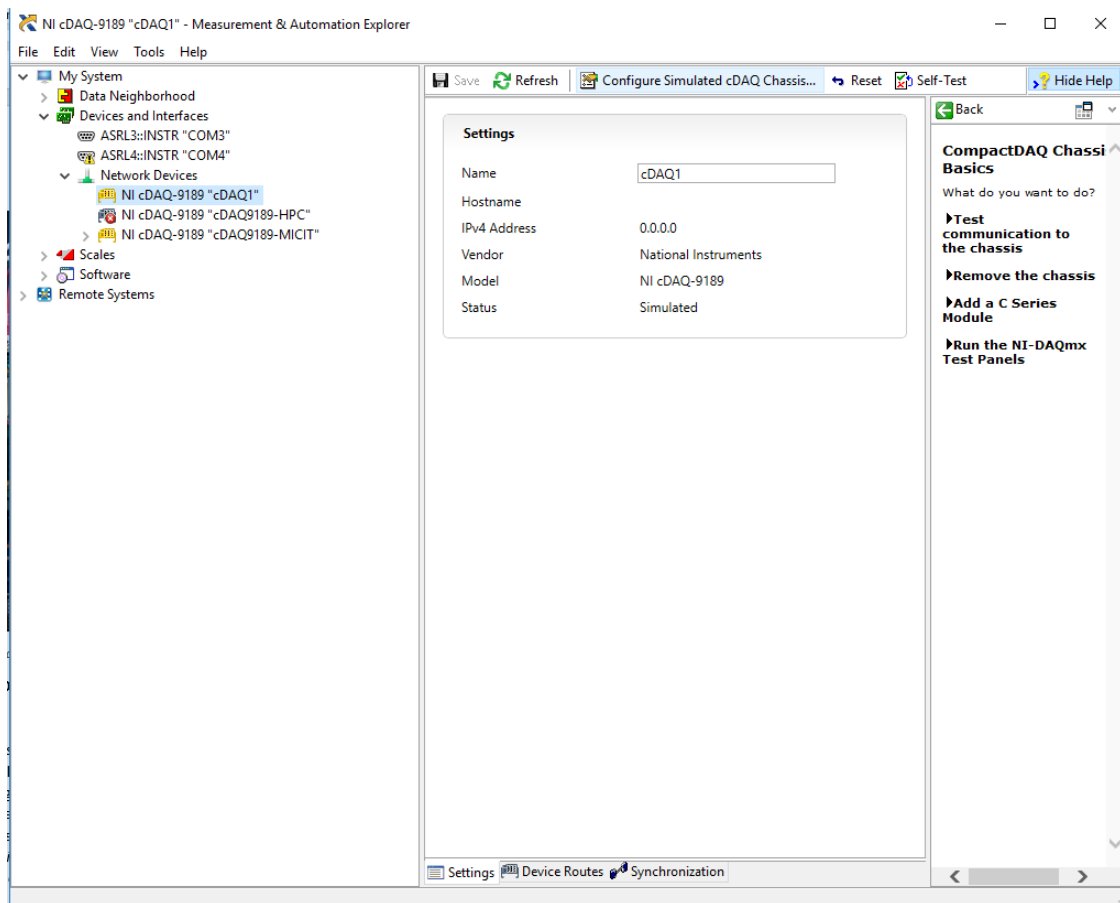 NI cDAQ-9189 "cDAQ1" - Measurement & Automation Explorer
File Edit View Tools Help
My System
Data Neighborhood
Devices and Interfaces
ASRL3::INSTR "COM3"
ASRL4::INSTR "COM4"
Network Devices
NI cDAQ-9189 "cDAQ1"
NI cDAQ-9189 "cDAQ9189-HPC"
NI cDAQ-9189 "cDAQ9189-MICIT"
Scales
Software
Remote Systems
Save Refresh Configure Simulated cDAQ Chassis... Reset Self-Test Hide Help
Settings
Name cDAQ1
Hostname
IPv4 Address 0.0.0.0
Vendor National Instruments
Model NI cDAQ-9189
Status Simulated
Settings Device Routes Synchronization
Back
CompactDAQ Chassi
Basics
What do you want to do?
Test
communication to
the chassis
Remove the chassis
Add a C Series
Module
Run the NI-DAQmx
Test Panels